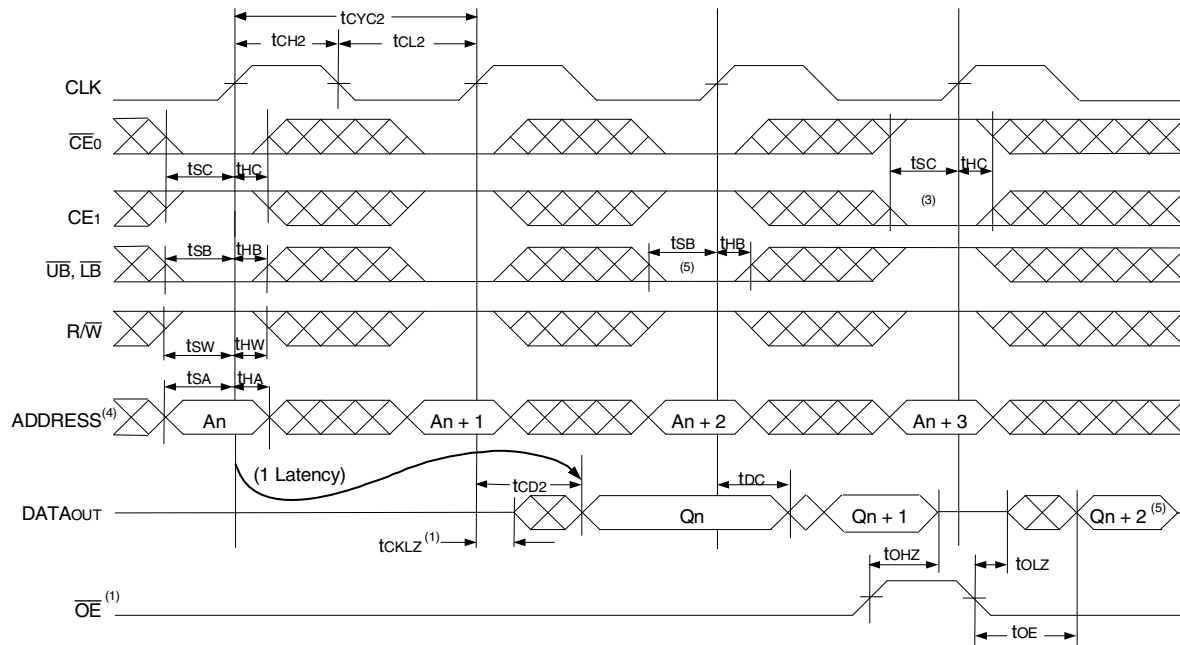 tCYC2
tCH2
tCL2
CLK
CE0
tSC
tHC
tSC
tHC
(3)
CE1
tSB
tHB
tSB
tHB
(5)
UB, LB
R/W
tSW
tHW
tSA
tHA
ADDRESS(4)
An
An + 1
An + 2
An + 3
(1 Latency)
tCD2
tDC
DATAOUT
Qn
Qn + 1
Qn + 2 (5)
tCKLZ (1)
tOHZ
tOLZ
OE (1)
tOE